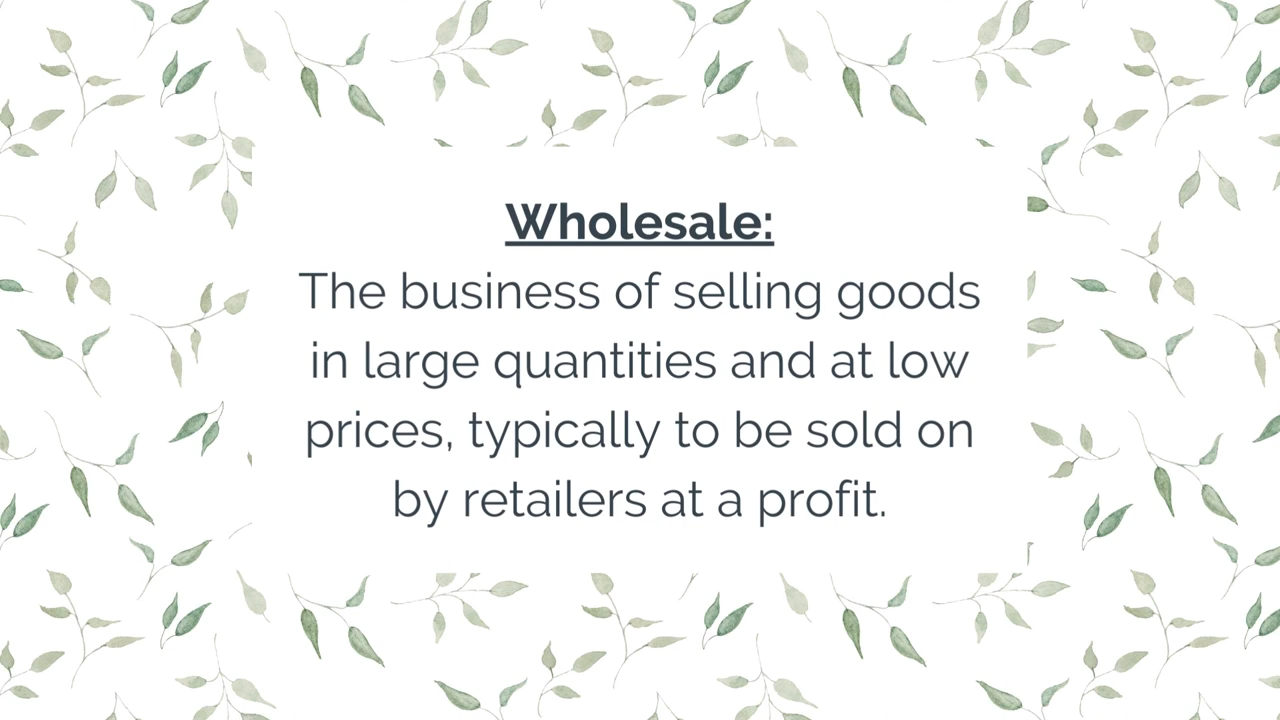 Wholesale:
The business of selling goods
in large quantities and at low
prices, typically to be sold on
by retailers at a profit.